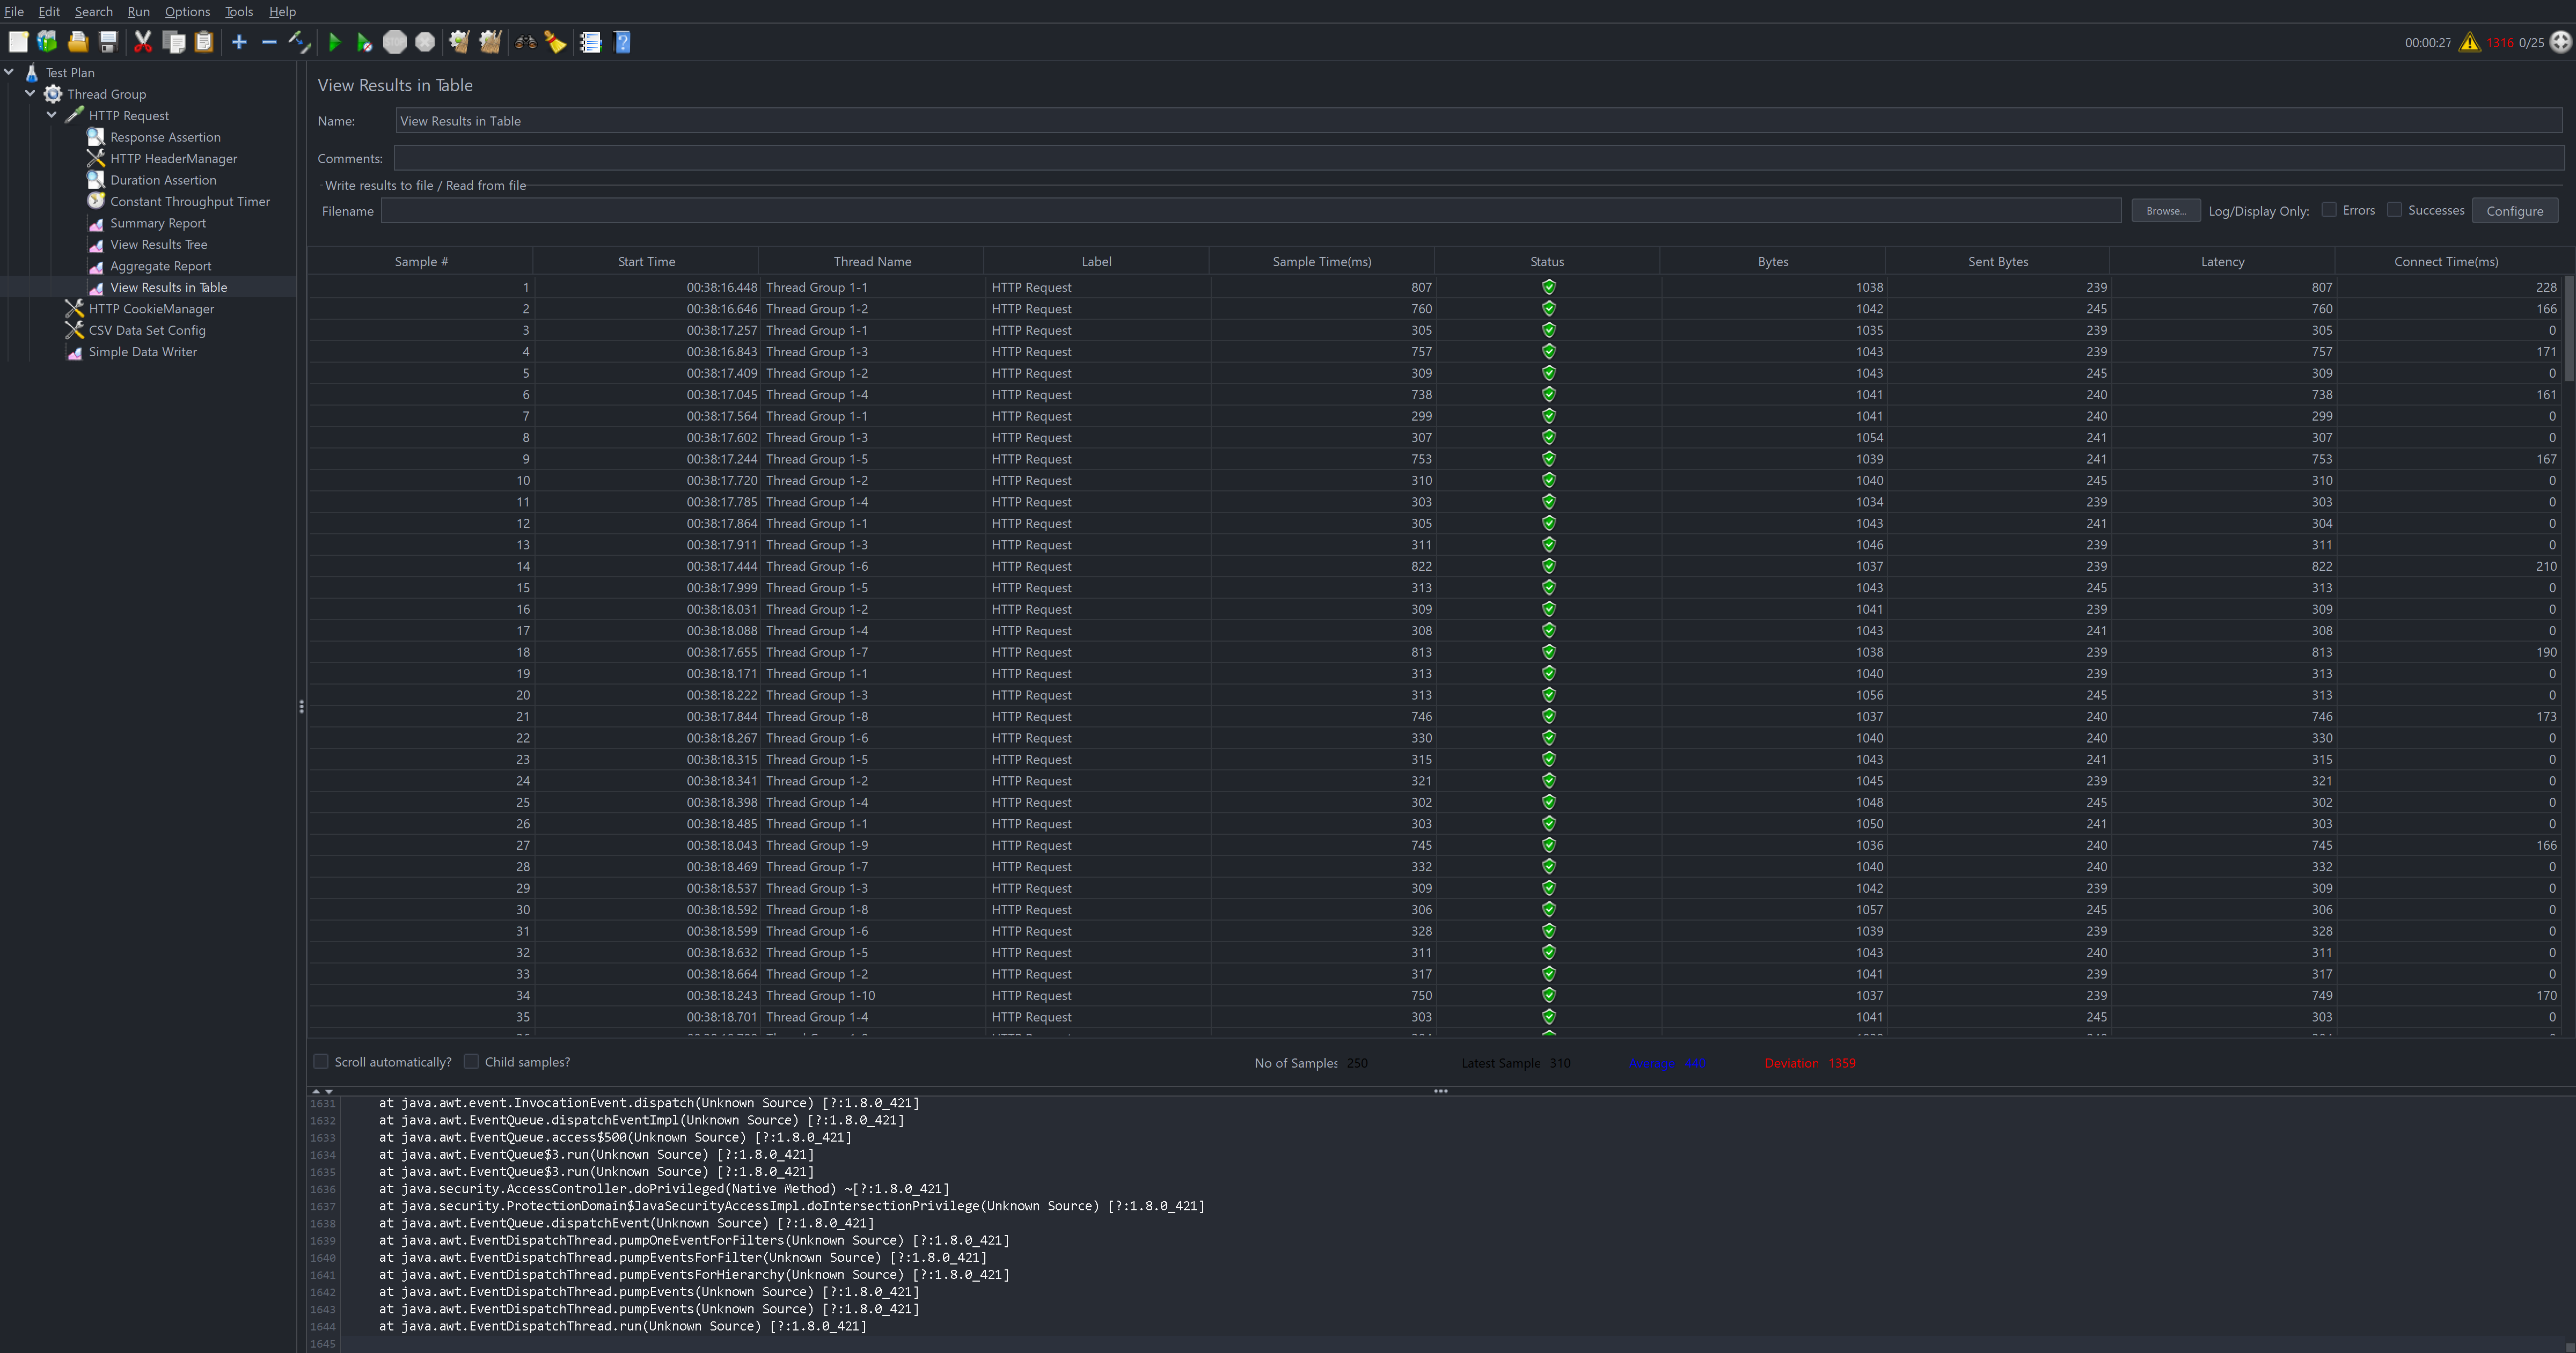 File Edit Search Run Options Tools Help
00:00:27 1316 0/25
Test Plan
Thread Group
HTTP Request
Response Assertion
HTTP HeaderManager
Duration Assertion
Constant Throughput Timer
Summary Report
View Results Tree
Aggregate Report
View Results in Table
HTTP CookieManager
CSV Data Set Config
Simple Data Writer
View Results in Table
Name: View Results in Table
Comments:
Write results to file / Read from file
Filename Browse... Log/Display Only: Errors Successes Configure
Sample # Start Time Thread Name Label Sample Time(ms) Status Bytes Sent Bytes Latency Connect Time(ms)
1 00:38:16.448 Thread Group 1-1 HTTP Request 807 1038 239 807 228
2 00:38:16.646 Thread Group 1-2 HTTP Request 760 1042 245 760 166
3 00:38:17.257 Thread Group 1-1 HTTP Request 305 1035 239 305 0
4 00:38:16.843 Thread Group 1-3 HTTP Request 757 1043 239 757 171
5 00:38:17.409 Thread Group 1-2 HTTP Request 309 1043 245 309 0
6 00:38:17.045 Thread Group 1-4 HTTP Request 738 1041 240 738 161
7 00:38:17.564 Thread Group 1-1 HTTP Request 299 1041 240 299 0
8 00:38:17.602 Thread Group 1-3 HTTP Request 307 1054 241 307 0
9 00:38:17.244 Thread Group 1-5 HTTP Request 753 1039 241 753 167
10 00:38:17.720 Thread Group 1-2 HTTP Request 310 1040 245 310 0
11 00:38:17.785 Thread Group 1-4 HTTP Request 303 1034 239 303 0
12 00:38:17.864 Thread Group 1-1 HTTP Request 305 1043 241 304 0
13 00:38:17.911 Thread Group 1-3 HTTP Request 311 1046 239 311 0
14 00:38:17.444 Thread Group 1-6 HTTP Request 822 1037 239 822 210
15 00:38:17.999 Thread Group 1-5 HTTP Request 313 1043 245 313 0
16 00:38:18.031 Thread Group 1-2 HTTP Request 309 1041 239 309 0
17 00:38:18.088 Thread Group 1-4 HTTP Request 308 1043 241 308 0
18 00:38:17.655 Thread Group 1-7 HTTP Request 813 1038 239 813 190
19 00:38:18.171 Thread Group 1-1 HTTP Request 313 1040 239 313 0
20 00:38:18.222 Thread Group 1-3 HTTP Request 313 1056 245 313 0
21 00:38:17.844 Thread Group 1-8 HTTP Request 746 1037 240 746 173
22 00:38:18.267 Thread Group 1-6 HTTP Request 330 1040 240 330 0
23 00:38:18.315 Thread Group 1-5 HTTP Request 315 1043 241 315 0
24 00:38:18.341 Thread Group 1-2 HTTP Request 321 1045 239 321 0
25 00:38:18.398 Thread Group 1-4 HTTP Request 302 1048 245 302 0
26 00:38:18.485 Thread Group 1-1 HTTP Request 303 1050 241 303 0
27 00:38:18.043 Thread Group 1-9 HTTP Request 745 1036 240 745 166
28 00:38:18.469 Thread Group 1-7 HTTP Request 332 1040 240 332 0
29 00:38:18.537 Thread Group 1-3 HTTP Request 309 1042 239 309 0
30 00:38:18.592 Thread Group 1-8 HTTP Request 306 1057 245 306 0
31 00:38:18.599 Thread Group 1-6 HTTP Request 328 1039 239 328 0
32 00:38:18.632 Thread Group 1-5 HTTP Request 311 1043 240 311 0
33 00:38:18.664 Thread Group 1-2 HTTP Request 317 1041 239 317 0
34 00:38:18.243 Thread Group 1-10 HTTP Request 750 1037 239 749 170
35 00:38:18.701 Thread Group 1-4 HTTP Request 303 1041 245 303 0
Scroll automatically? Child samples? No of Samples 250 Latest Sample 310 Average Deviation 1359
1631 at java.awt.event.InvocationEvent.dispatch(Unknown Source) [?:1.8.0_421]
1632 at java.awt.EventQueue.dispatchEventImpl(Unknown Source) [?:1.8.0_421]
1633 at java.awt.EventQueue.access$500(Unknown Source) [?:1.8.0_421]
1634 at java.awt.EventQueue$3.run(Unknown Source) [?:1.8.0_421]
1635 at java.awt.EventQueue$3.run(Unknown Source) [?:1.8.0_421]
1636 at java.security.AccessController.doPrivileged(Native Method) ~[?:1.8.0_421]
1637 at java.security.ProtectionDomain$JavaSecurityAccessImpl.doIntersectionPrivilege(Unknown Source) [?:1.8.0_421]
1638 at java.awt.EventQueue.dispatchEvent(Unknown Source) [?:1.8.0_421]
1639 at java.awt.EventDispatchThread.pumpOneEventForFilters(Unknown Source) [?:1.8.0_421]
1640 at java.awt.EventDispatchThread.pumpEventsForFilter(Unknown Source) [?:1.8.0_421]
1641 at java.awt.EventDispatchThread.pumpEventsForHierarchy(Unknown Source) [?:1.8.0_421]
1642 at java.awt.EventDispatchThread.pumpEvents(Unknown Source) [?:1.8.0_421]
1643 at java.awt.EventDispatchThread.pumpEvents(Unknown Source) [?:1.8.0_421]
1644 at java.awt.EventDispatchThread.run(Unknown Source) [?:1.8.0_421]
1645